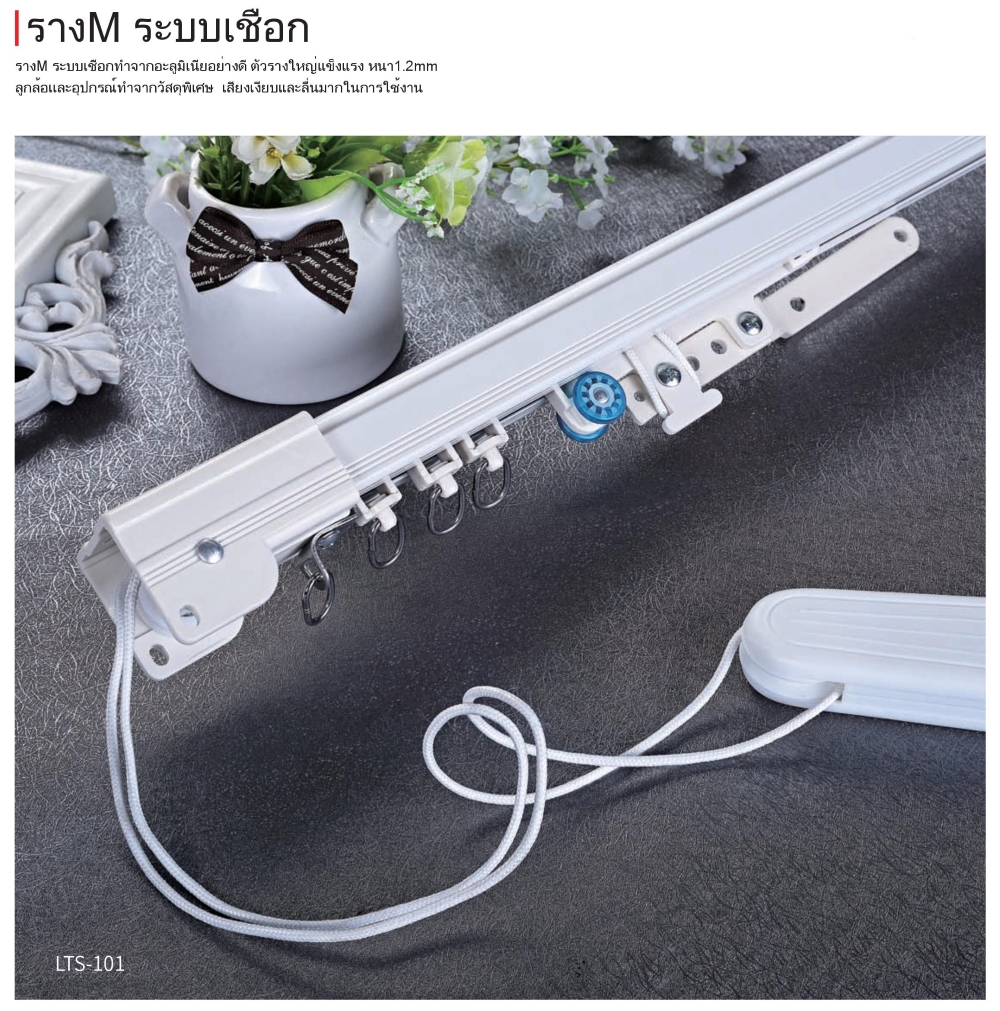 รางM ระบบเชือก
รางM ระบบเชือกทำจากอะลูมิเนียอย่างดี ตัวรางใหญ่แข็งแรง หนา1.2mm
ลูกล้อและอุปกรณ์ทำจากวัสดุพิเศษ เสียงเงียบและลื่นมากในการใช้งาน
LTS-101